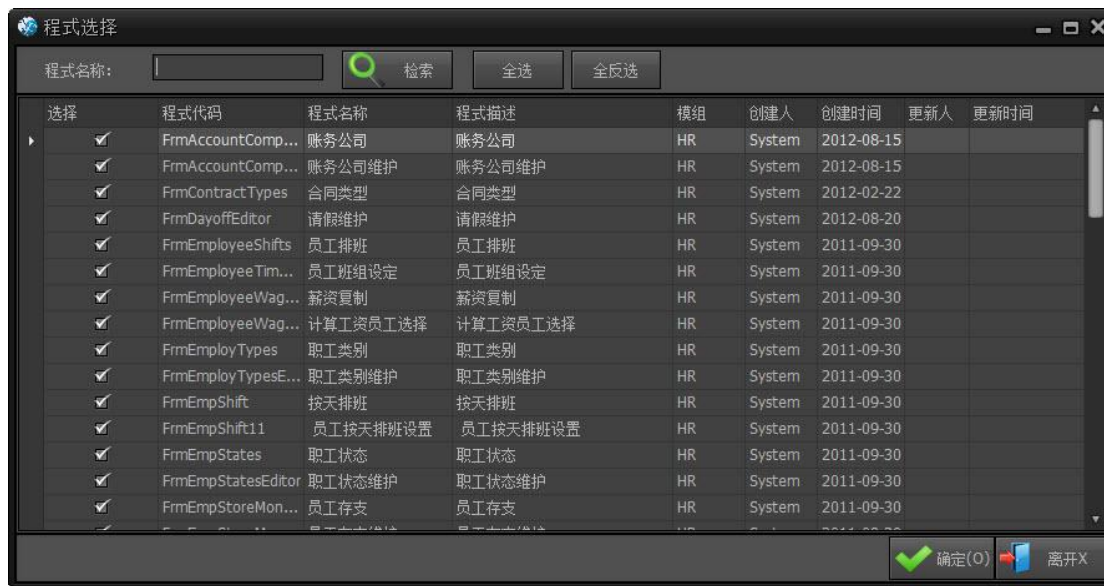 程式选择
程式名称: 检索 全选 全反选
选择 程式代码 程式名称 程式描述 模组 创建人 创建时间 更新人 更新时间
FrmAccountComp... 账务公司 账务公司 HR System 2012-08-15
FrmAccountComp... 账务公司维护 账务公司维护 HR System 2012-08-15
FrmContractTypes 合同类型 合同类型 HR System 2012-02-22
FrmDayoffEditor 请假维护 请假维护 HR System 2012-08-20
FrmEmployeeShifts 员工排班 员工排班 HR System 2011-09-30
FrmEmployeeTim... 员工班组设定 员工班组设定 HR System 2011-09-30
FrmEmployeeWag... 薪资复制 薪资复制 HR System 2011-09-30
FrmEmployeeWag... 计算工资员工选择 计算工资员工选择 HR System 2011-09-30
FrmEmployTypes 职工类别 职工类别 HR System 2011-09-30
FrmEmployTypesE... 职工类别维护 职工类别维护 HR System 2011-09-30
FrmEmpShift 按天排班 按天排班 HR System 2011-09-30
FrmEmpShift11 员工按天排班设置 员工按天排班设置 HR System 2011-09-30
FrmEmpStates 职工状态 职工状态 HR System 2011-09-30
FrmEmpStatesEditor 职工状态维护 职工状态维护 HR System 2011-09-30
FrmEmpStoreMon... 员工存支 员工存支 HR System 2011-09-30
确定(O) 离开X